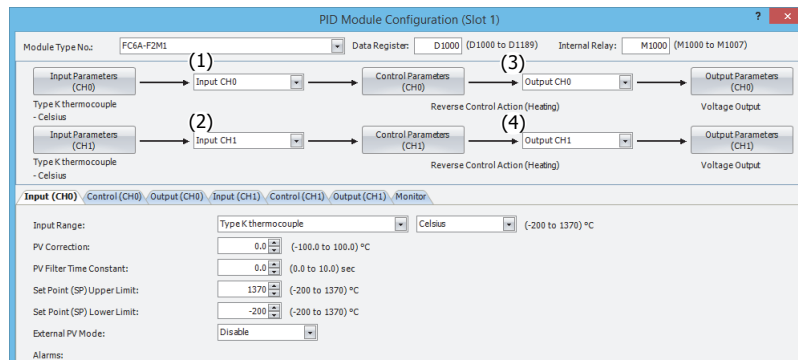 PID Module Configuration (Slot 1)
? ×
Module Type No.: FC6A-F2M1 Data Register: D1000 (D1000 to D1189) Internal Relay: M1000 (M1000 to M1007)
(1) (3)
Input Parameters (CH0) Input CH0 Control Parameters (CH0) Output CH0 Output Parameters (CH0)
Type K thermocouple Reverse Control Action (Heating) Voltage Output
- Celsius
(2) (4)
Input Parameters (CH1) Input CH1 Control Parameters (CH1) Output CH1 Output Parameters (CH1)
Type K thermocouple Reverse Control Action (Heating) Voltage Output
- Celsius
Input (CH0) Control (CH0) Output (CH0) Input (CH1) Control (CH1) Output (CH1) Monitor
Input Range: Type K thermocouple Celsius (-200 to 1370) °C
PV Correction: 0.0 (-100.0 to 100.0) °C
PV Filter Time Constant: 0.0 (0.0 to 10.0) sec
Set Point (SP) Upper Limit: 1370 (-200 to 1370) °C
Set Point (SP) Lower Limit: -200 (-200 to 1370) °C
External PV Mode: Disable
Alarms: